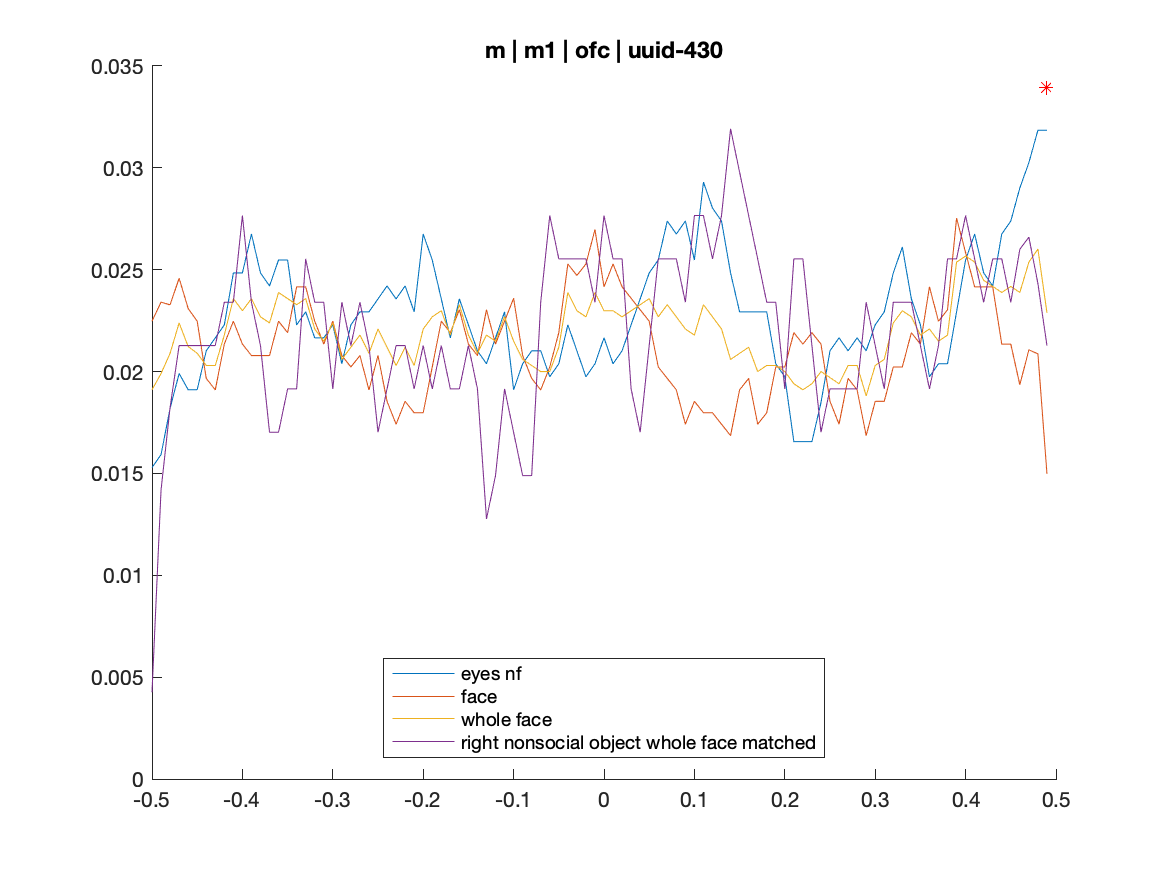 m | m1 | ofc | uuid-430
0.035
0.03
0.025
0.02
0.015
0.01
0.005
0
eyes nf
face
whole face
right nonsocial object whole face matched
-0.5 -0.4 -0.3 -0.2 -0.1 0 0.1 0.2 0.3 0.4 0.5